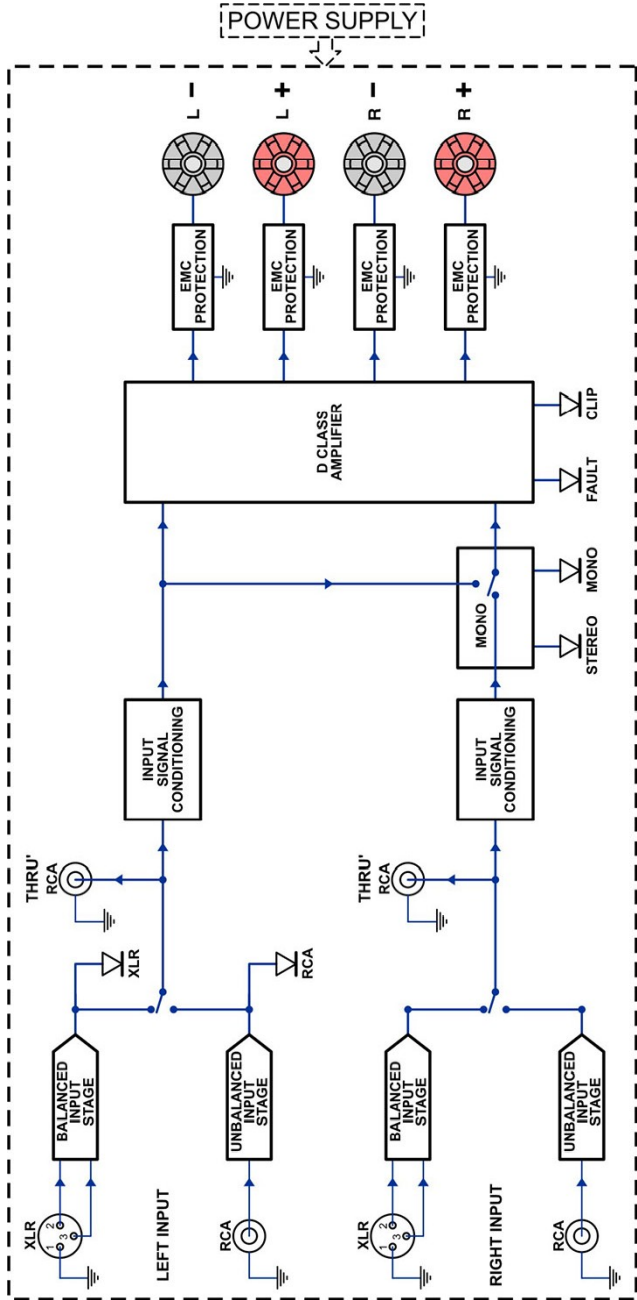 POWER SUPPLY
L -
L +
R -
R +
EMC
PROTECTION
EMC
PROTECTION
EMC
PROTECTION
EMC
PROTECTION
D CLASS
AMPLIFIER
CLIP
FAULT
MONO
MONO
STEREO
INPUT
SIGNAL
CONDITIONING
INPUT
SIGNAL
CONDITIONING
THRU'
RCA
THRU'
RCA
XLR
RCA
BALANCED
INPUT
STAGE
UNBALANCED
INPUT
STAGE
BALANCED
INPUT
STAGE
UNBALANCED
INPUT
STAGE
XLR
1
2
3
LEFT INPUT
RCA
XLR
1
2
3
RIGHT INPUT
RCA